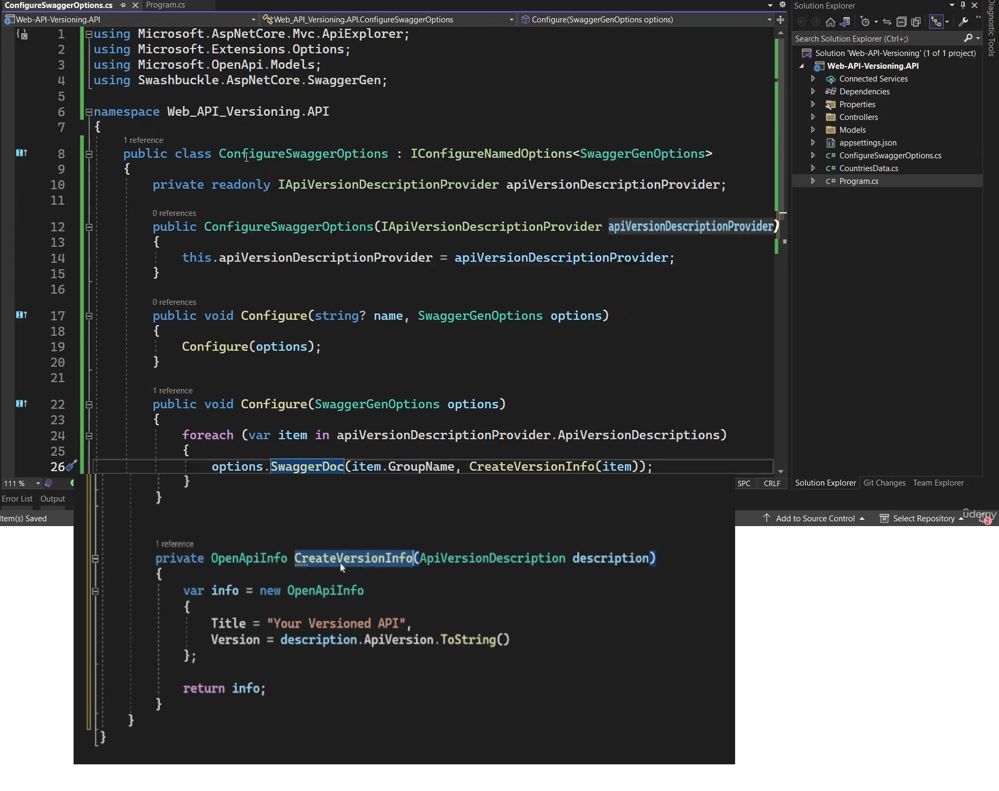 ConfigureSwaggerOptions.cs
Program.cs
Web-API-Versioning.API
Web_API_Versioning.API.ConfigureSwaggerOptions
Configure(SwaggerGenOptions options)
1 using Microsoft.AspNetCore.Mvc.ApiExplorer;
2 using Microsoft.Extensions.Options;
3 using Microsoft.OpenApi.Models;
4 using Swashbuckle.AspNetCore.SwaggerGen;
5
6 namespace Web_API_Versioning.API
7 {
1 reference
8 public class ConfigureSwaggerOptions : IConfigureNamedOptions<SwaggerGenOptions>
9 {
10 private readonly IApiVersionDescriptionProvider apiVersionDescriptionProvider;
11
0 references
12 public ConfigureSwaggerOptions(IApiVersionDescriptionProvider apiVersionDescriptionProvider)
13 {
14 this.apiVersionDescriptionProvider = apiVersionDescriptionProvider;
15 }
16
0 references
17 public void Configure(string? name, SwaggerGenOptions options)
18 {
19 Configure(options);
20 }
21
1 reference
22 public void Configure(SwaggerGenOptions options)
23 {
24 foreach (var item in apiVersionDescriptionProvider.ApiVersionDescriptions)
25 {
26 options.SwaggerDoc(item.GroupName, CreateVersionInfo(item));
}
}
1 reference
private OpenApiInfo CreateVersionInfo(ApiVersionDescription description)
{
var info = new OpenApiInfo
{
Title = "Your Versioned API",
Version = description.ApiVersion.ToString()
};
return info;
}
}
}
111 %
SPC
CRLF
Error List
Output
Item(s) Saved
Solution Explorer
Search Solution Explorer (Ctrl+;)
Solution 'Web-API-Versioning' (1 of 1 project)
Web-API-Versioning.API
Connected Services
Dependencies
Properties
Controllers
Models
appsettings.json
C# ConfigureSwaggerOptions.cs
C# CountriesData.cs
C# Program.cs
Solution Explorer
Git Changes
Team Explorer
Add to Source Control
Select Repository
udemy
2
Diagnostic Tools